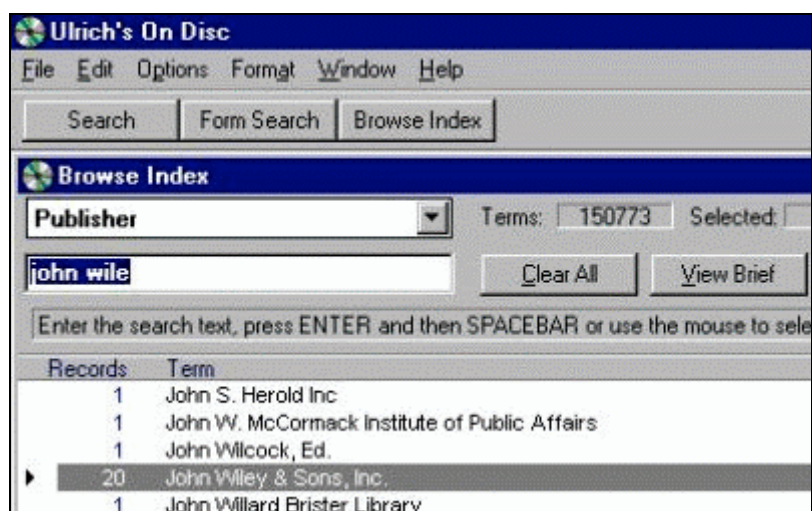 Ulrich's On Disc
File Edit Options Format Window Help
Search Form Search Browse Index
Browse Index
Publisher Terms: 150773 Selected:
john wile Clear All View Brief
Enter the search text, press ENTER and then SPACEBAR or use the mouse to sele
Records Term
1 John S. Herold Inc
1 John W. McCormack Institute of Public Affairs
1 John Wilcock, Ed.
20 John Wiley & Sons, Inc.
1 John Willard Brister Library